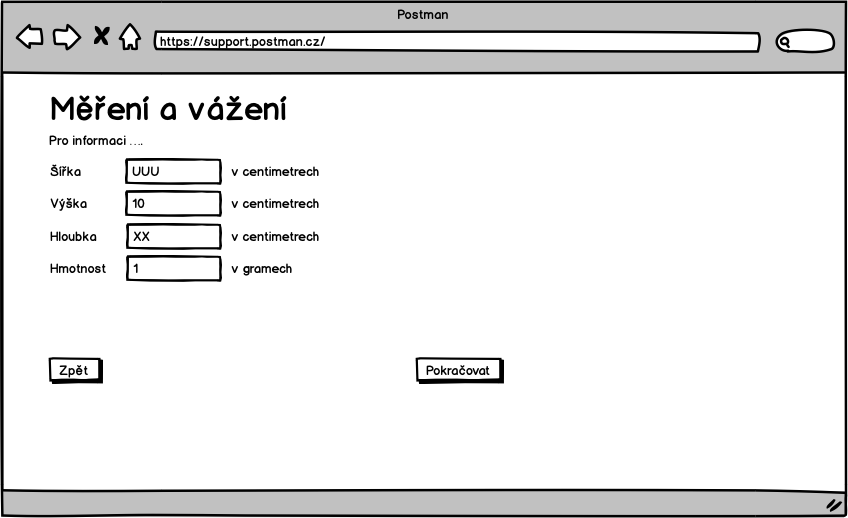 Postman
https://support.postman.cz/
Měření a vážení
Pro informaci ....
Šířka UUU v centimetrech
Výška 10 v centimetrech
Hloubka XX v centimetrech
Hmotnost 1 v gramech
Zpět Pokračovat